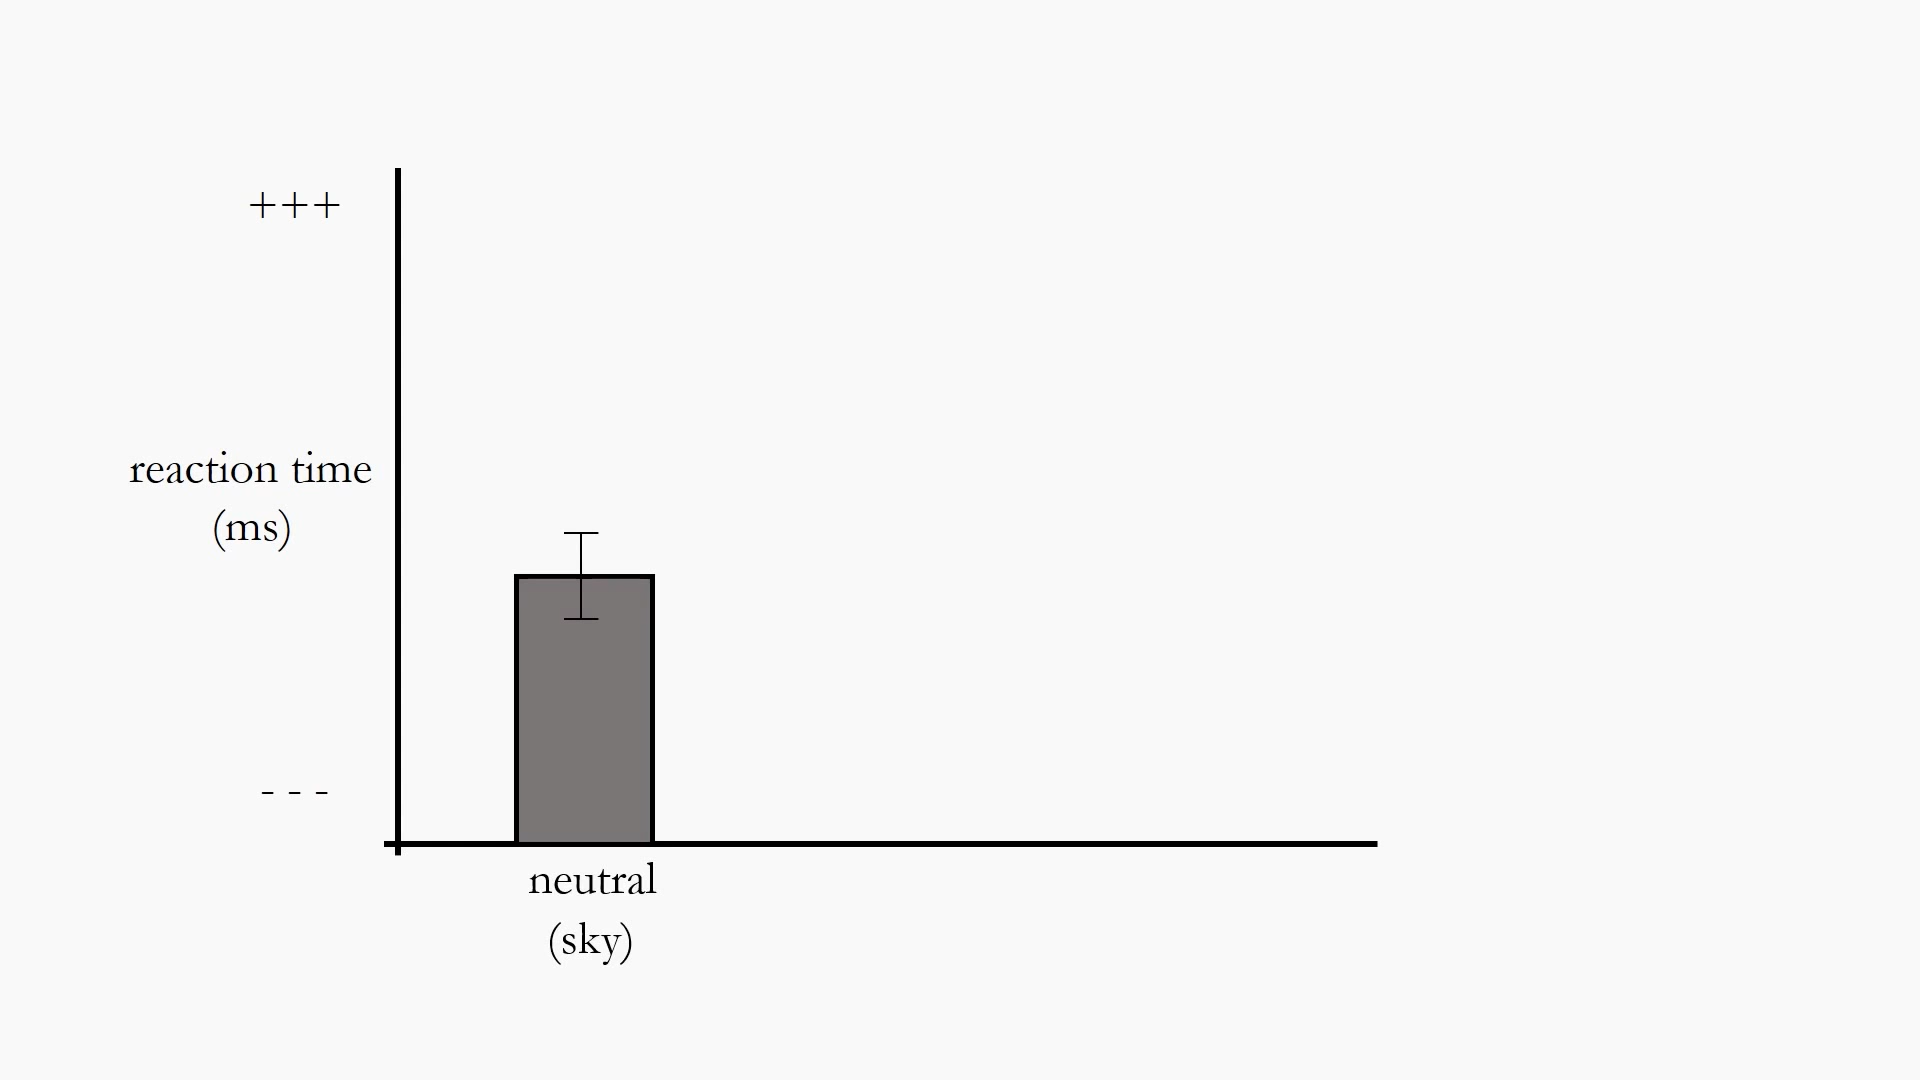 +++
reaction time
(ms)
- - -
neutral
(sky)